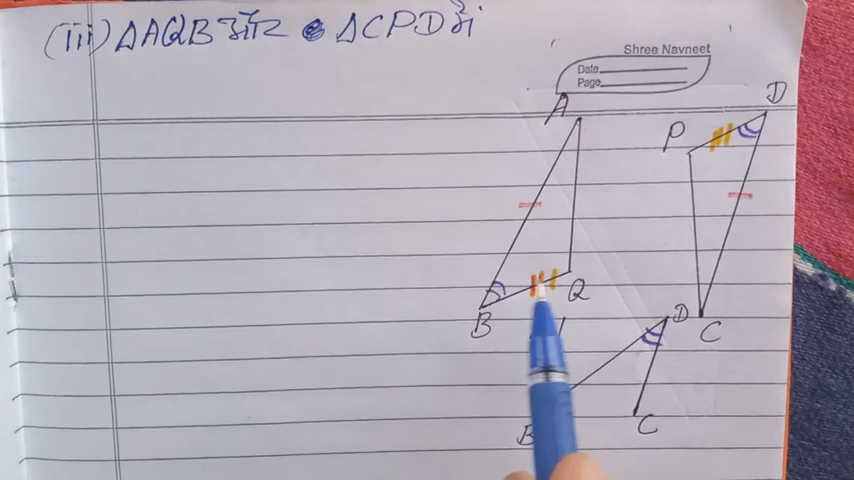 (iii) ΔAQB और ΔCPD में
Shree Navneet
Date
Page
A
D
P
Q
B
C
D
B
C